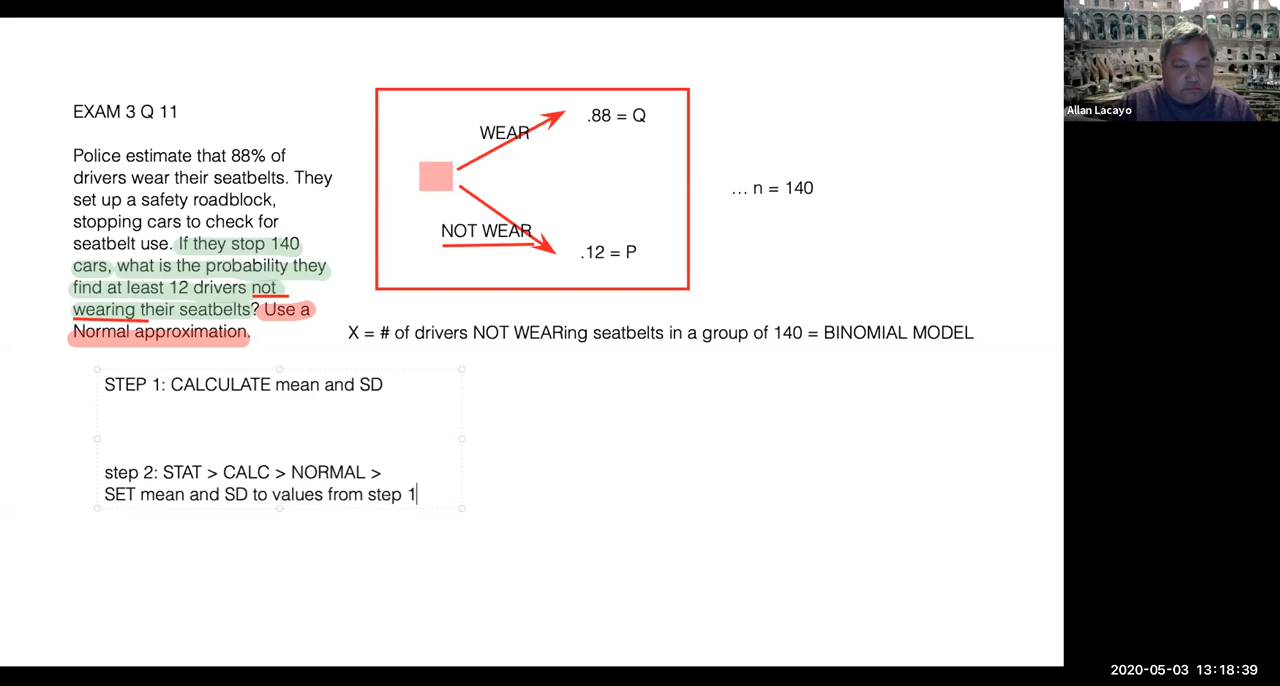 EXAM 3 Q 11
Police estimate that 88% of
drivers wear their seatbelts. They
set up a safety roadblock,
stopping cars to check for
seatbelt use. If they stop 140
cars, what is the probability they
find at least 12 drivers not
wearing their seatbelts? Use a
Normal approximation.
WEAR
.88 = Q
NOT WEAR
.12 = P
... n = 140
X = # of drivers NOT WEARing seatbelts in a group of 140 = BINOMIAL MODEL
STEP 1: CALCULATE mean and SD
step 2: STAT > CALC > NORMAL >
SET mean and SD to values from step 1
Allan Lacayo
2020-05-03 13:18:39